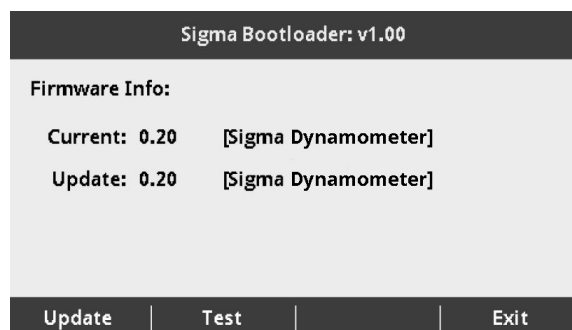 Sigma Bootloader: v1.00
Firmware Info:
Current: 0.20 [Sigma Dynamometer]
Update: 0.20 [Sigma Dynamometer]
Update Test Exit